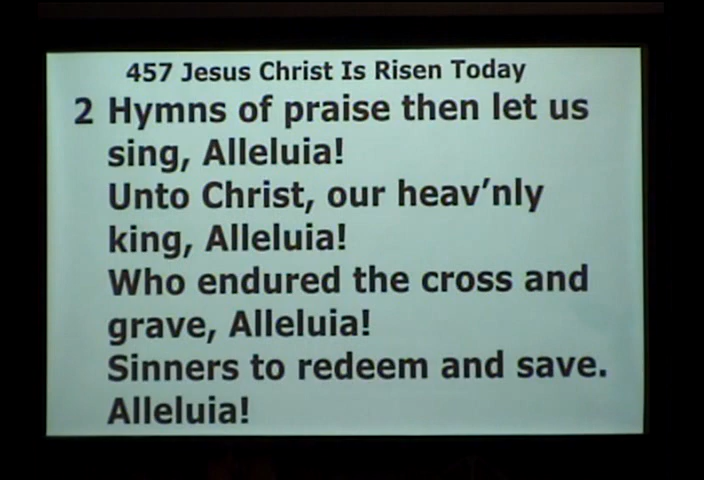 457 Jesus Christ Is Risen Today
2 Hymns of praise then let us
sing, Alleluia!
Unto Christ, our heav’nly
king, Alleluia!
Who endured the cross and
grave, Alleluia!
Sinners to redeem and save.
Alleluia!